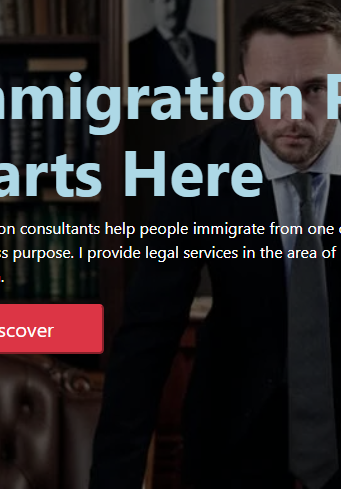 mmigration P
arts Here
on consultants help people immigrate from one c
ss purpose. I provide legal services in the area of
.
scover